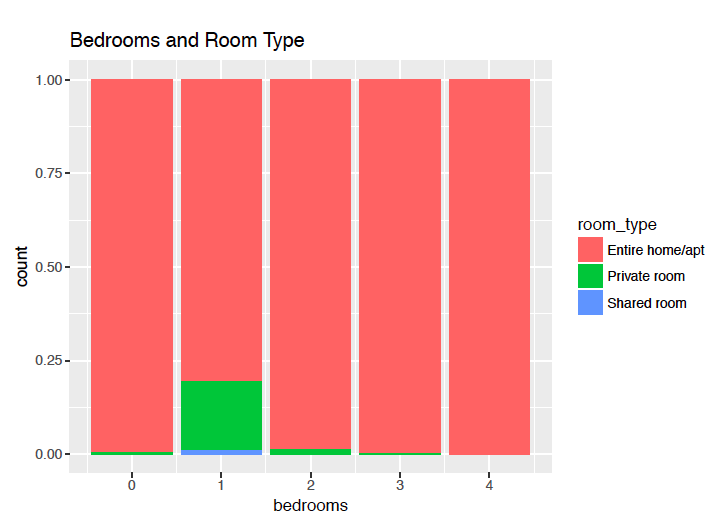 Bedrooms and Room Type
1.00
0.75
0.50
0.25
0.00
count
0 1 2 3 4
bedrooms
room_type
Entire home/apt
Private room
Shared room